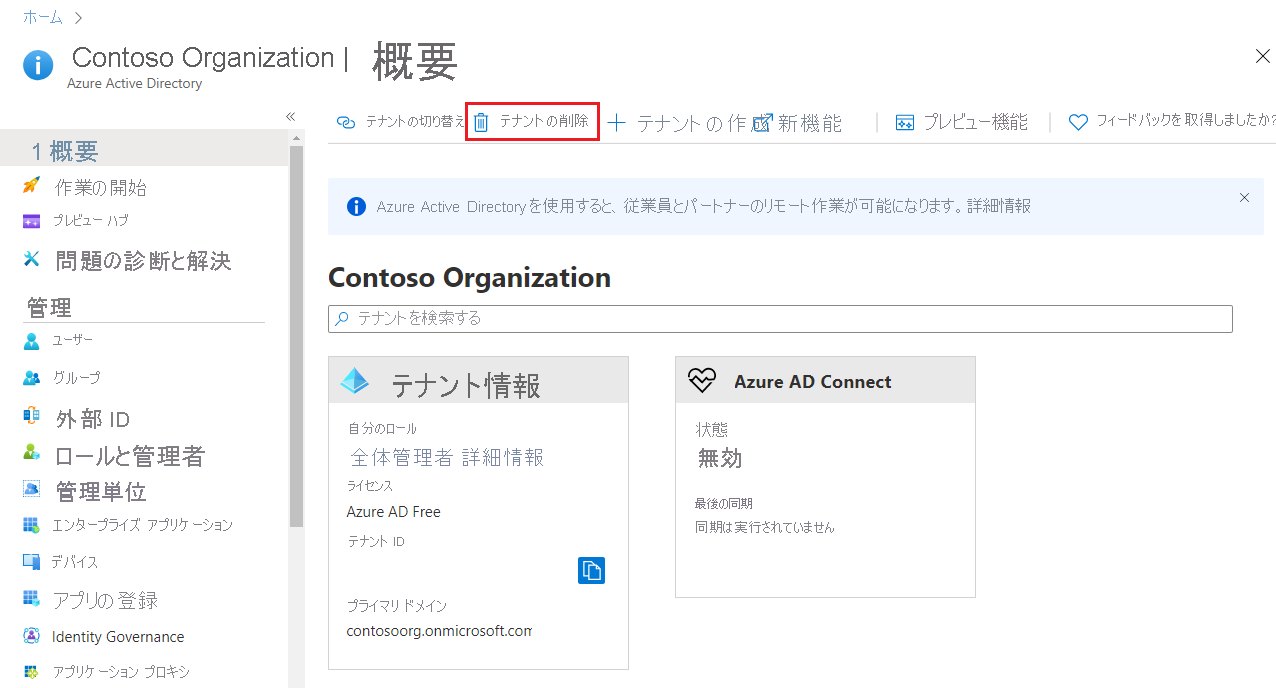 ホーム
Contoso Organization | 概要
Azure Active Directory
テナントの切り替え テナントの削除 テナントの作成 新機能 プレビュー機能 フィードバックを取得しましたか?
1 概要
作業の開始
プレビュー ハブ
問題の診断と解決
管理
ユーザー
グループ
外部 ID
ロールと管理者
管理単位
エンタープライズ アプリケーション
デバイス
アプリの登録
Identity Governance
アプリケーション プロキシ
Azure Active Directoryを使用すると、従業員とパートナーのリモート作業が可能になります。詳細情報
Contoso Organization
テナントを検索する
テナント情報
自分のロール
全体管理者 詳細情報
ライセンス
Azure AD Free
テナント ID
プライマリ ドメイン
contosoorg.onmicrosoft.com
Azure AD Connect
状態
無効
最後の同期
同期は実行されていません